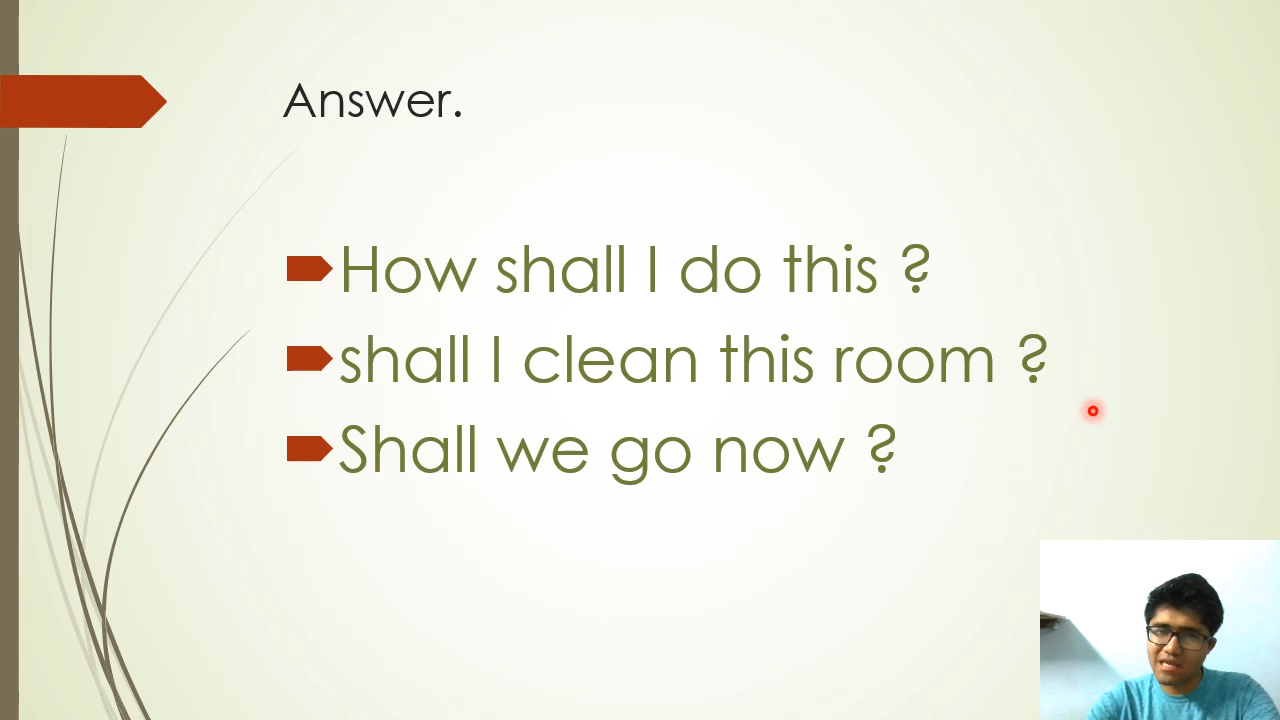 Answer.
How shall I do this ?
shall I clean this room ?
Shall we go now ?